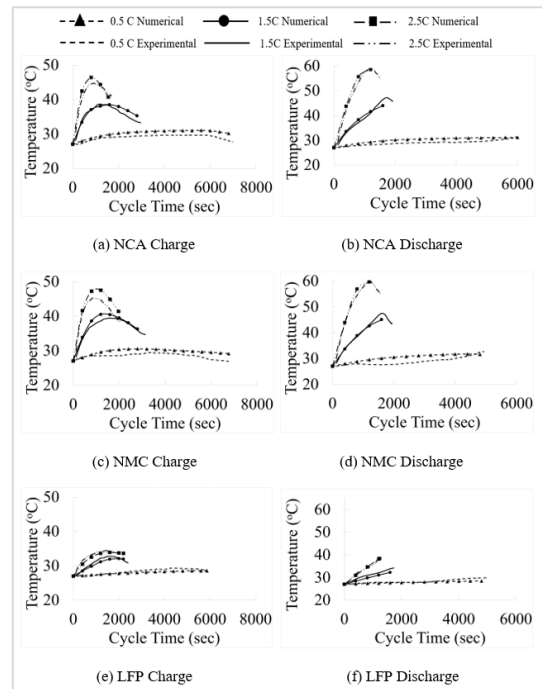 0.5 C Numerical 1.5C Numerical 2.5C Numerical
0.5 C Experimental 1.5C Experimental 2.5C Experimental
Temperature (°C)
50
40
30
20
0 2000 4000 6000 8000
Cycle Time (sec)
(a) NCA Charge
Temperature (°C)
60
50
40
30
20
0 2000 4000 6000
Cycle Time (sec)
(b) NCA Discharge
Temperature (°C)
50
40
30
20
0 2000 4000 6000 8000
Cycle Time (sec)
(c) NMC Charge
Temperature (°C)
60
50
40
30
20
0 2000 4000 6000
Cycle Time (sec)
(d) NMC Discharge
Temperature (°C)
50
40
30
20
0 2000 4000 6000 8000
Cycle Time (sec)
(e) LFP Charge
Temperature (°C)
60
50
40
30
20
0 2000 4000 6000
Cycle Time (sec)
(f) LFP Discharge